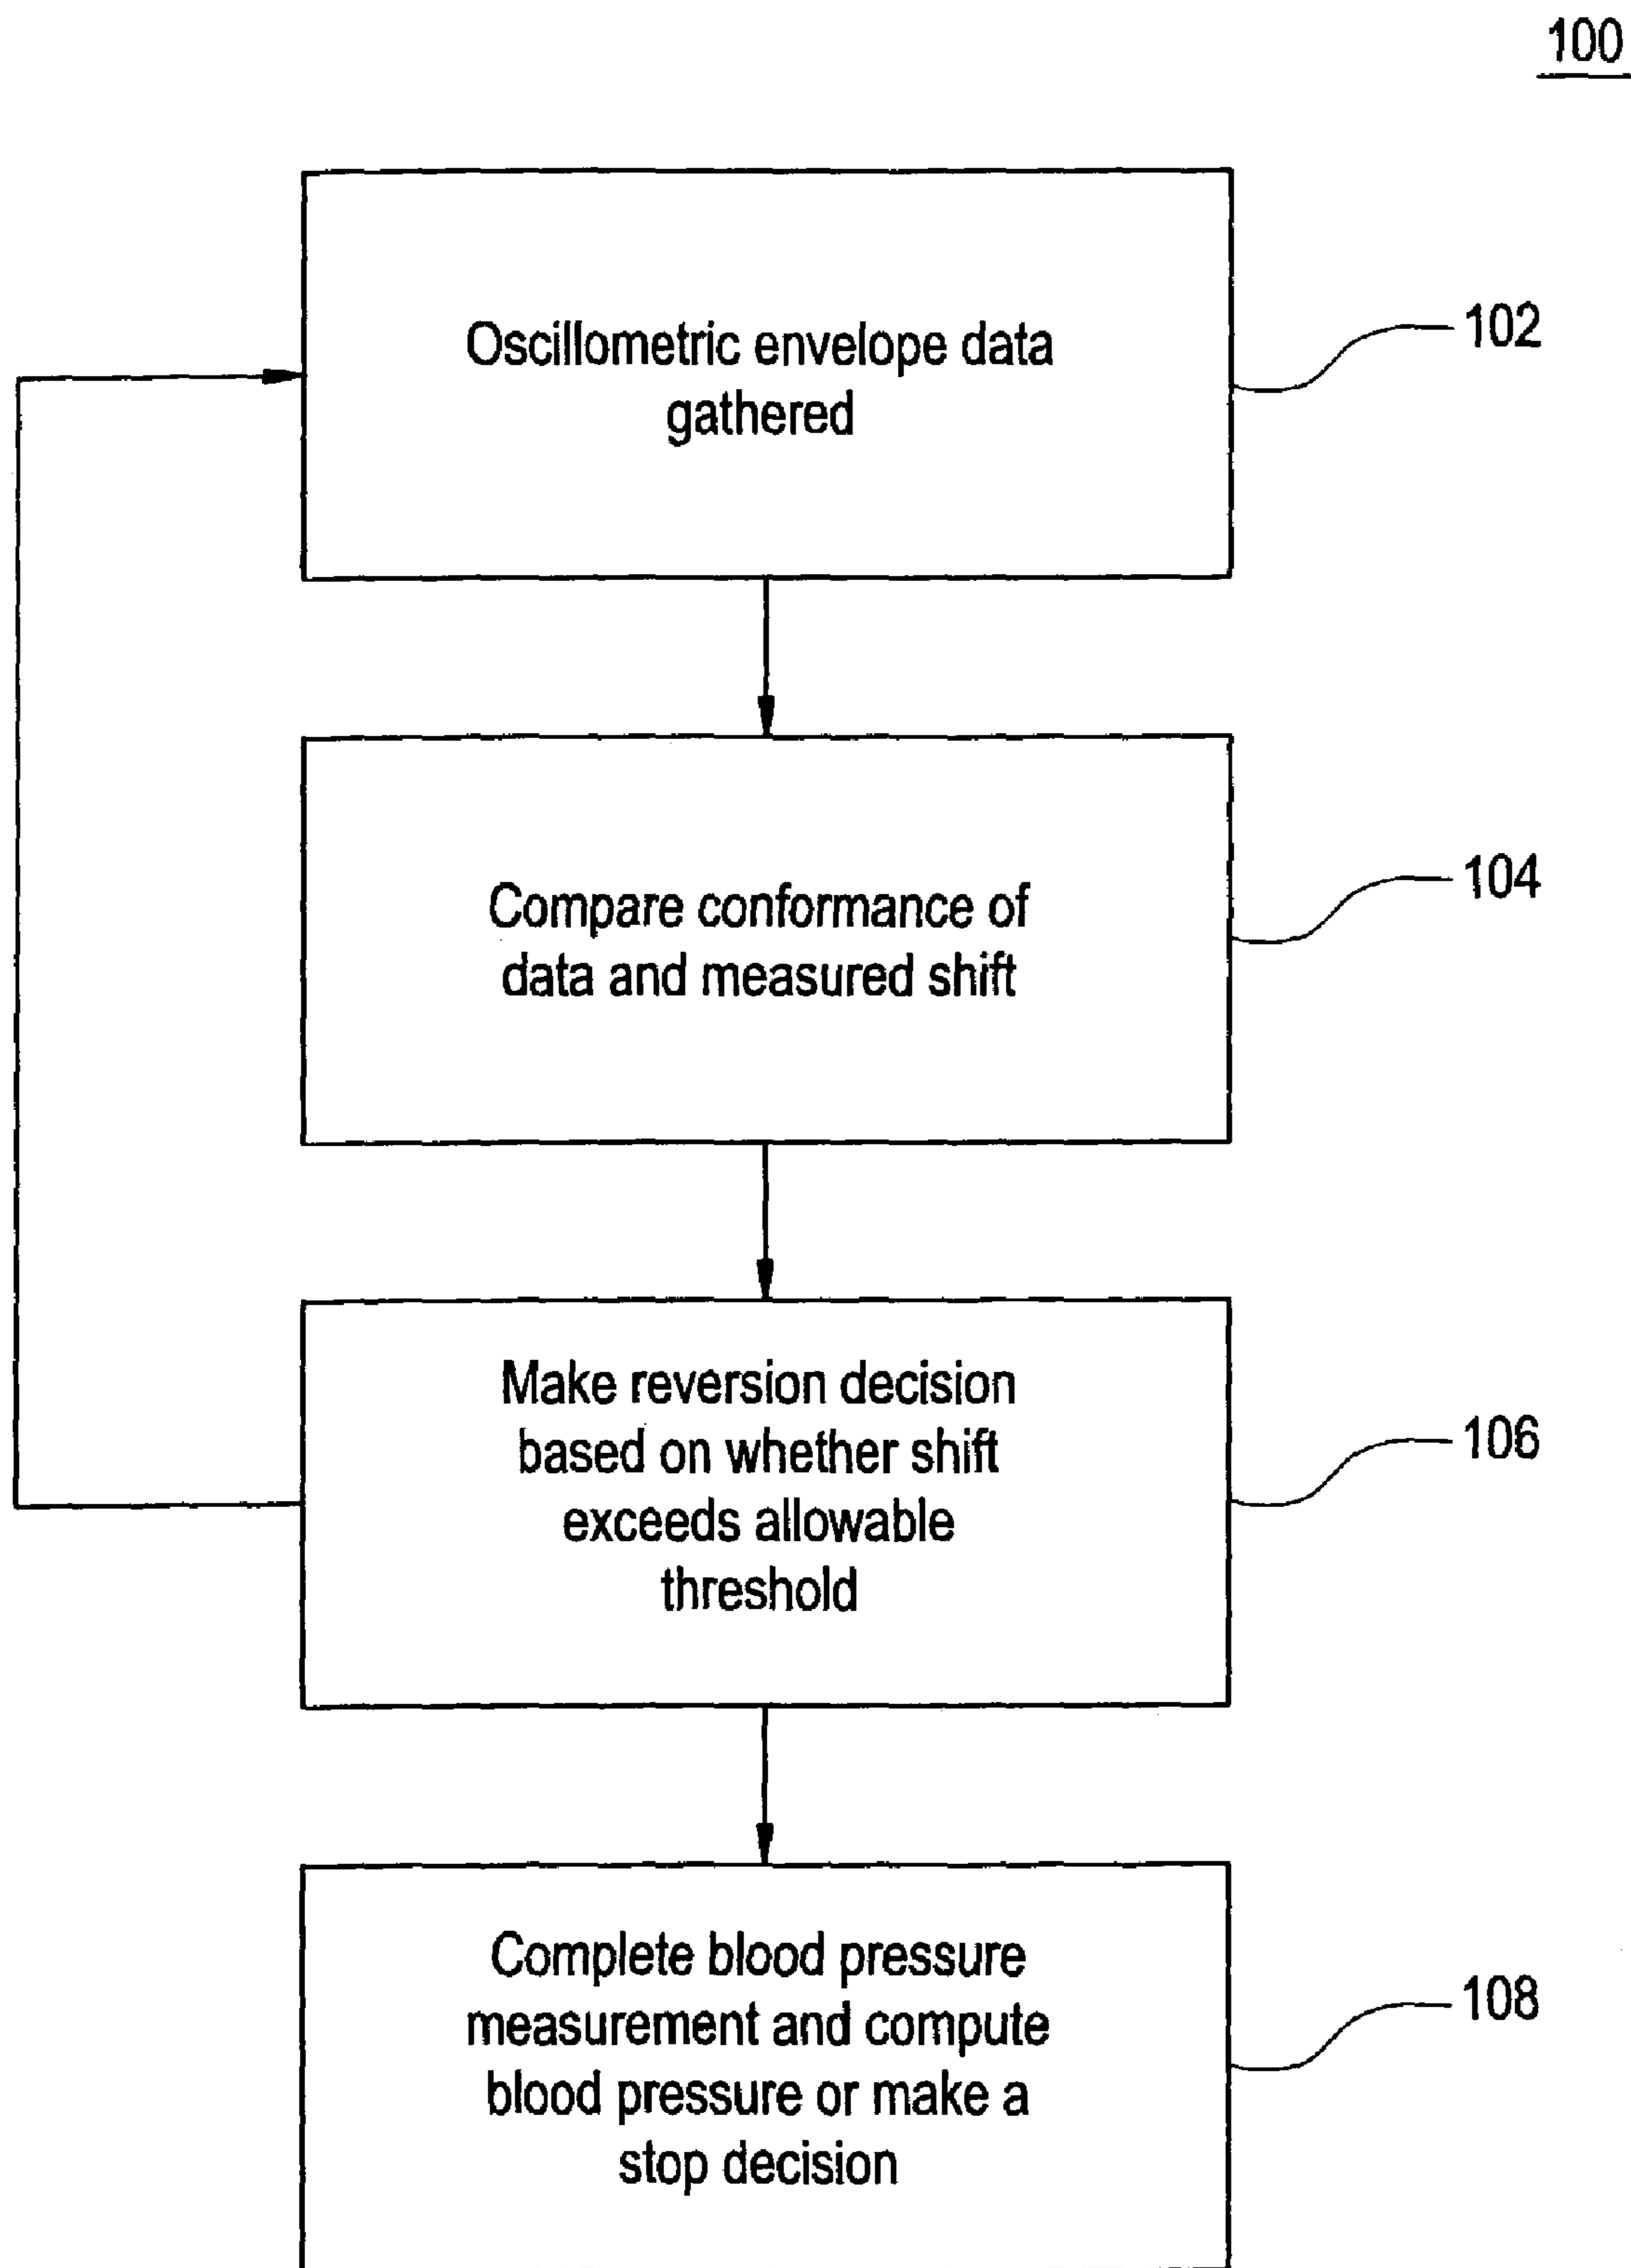 100
Oscillometric envelope data
gathered
102
Compare conformance of
data and measured shift
104
Make reversion decision
based on whether shift
exceeds allowable
threshold
106
Complete blood pressure
measurement and compute
blood pressure or make a
stop decision
108